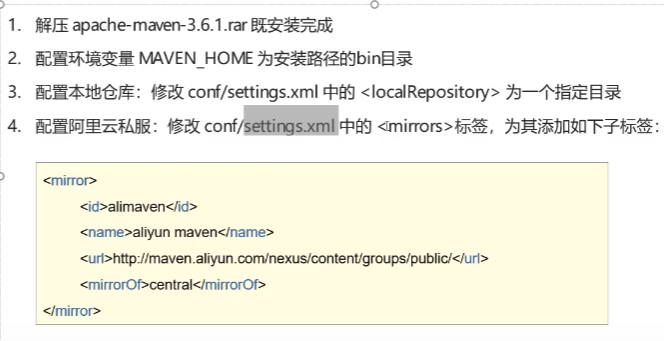 1. 解压 apache-maven-3.6.1.rar 既安装完成
2. 配置环境变量 MAVEN_HOME 为安装路径的bin目录
3. 配置本地仓库：修改 conf/settings.xml 中的 <localRepository> 为一个指定目录
4. 配置阿里云私服：修改 conf/settings.xml 中的 <mirrors>标签，为其添加如下子标签：
<mirror>
<id>alimaven</id>
<name>aliyun maven</name>
<url>http://maven.aliyun.com/nexus/content/groups/public/</url>
<mirrorOf>central</mirrorOf>
</mirror>